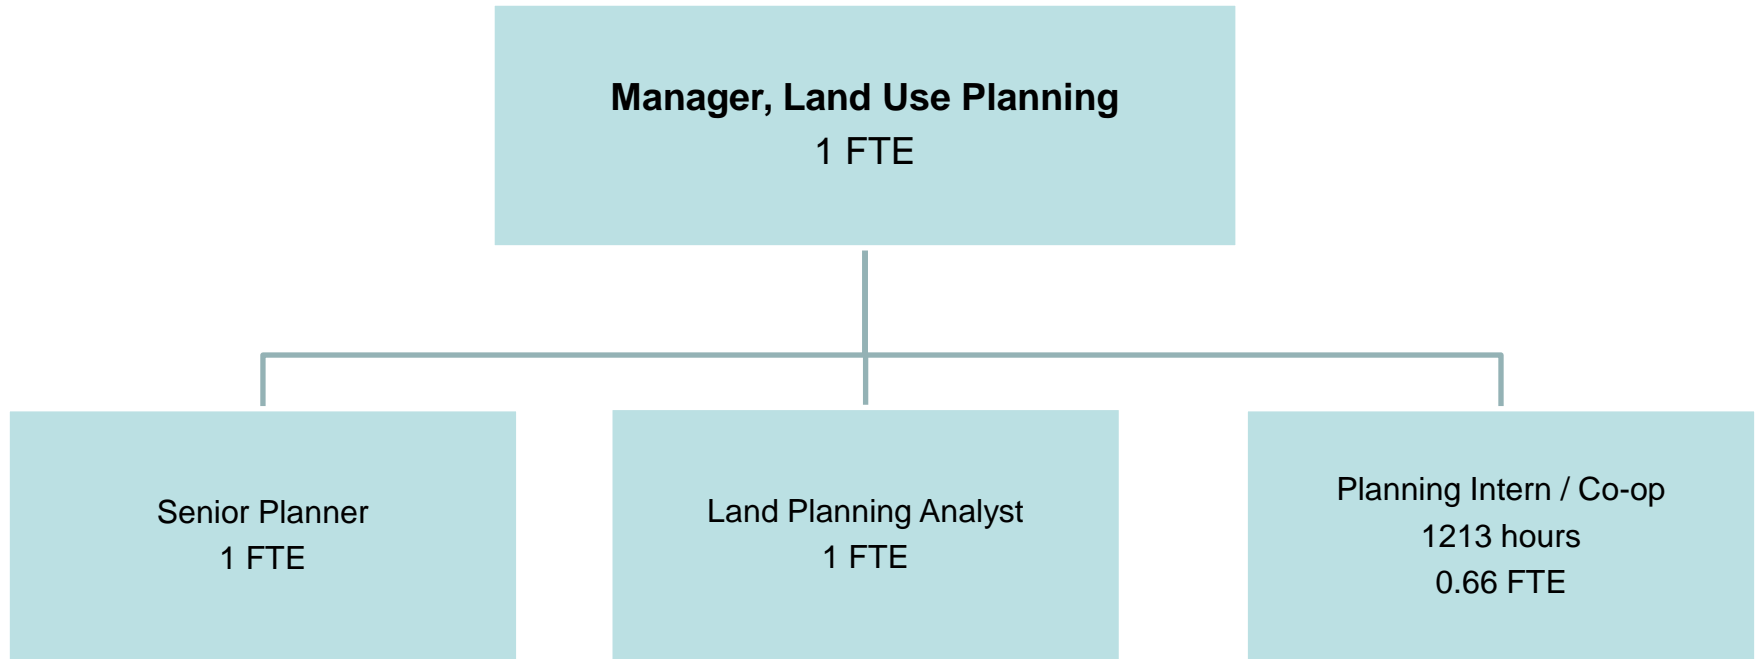 Manager, Land Use Planning
1 FTE
Senior Planner
1 FTE
Land Planning Analyst
1 FTE
Planning Intern / Co-op
1213 hours
0.66 FTE